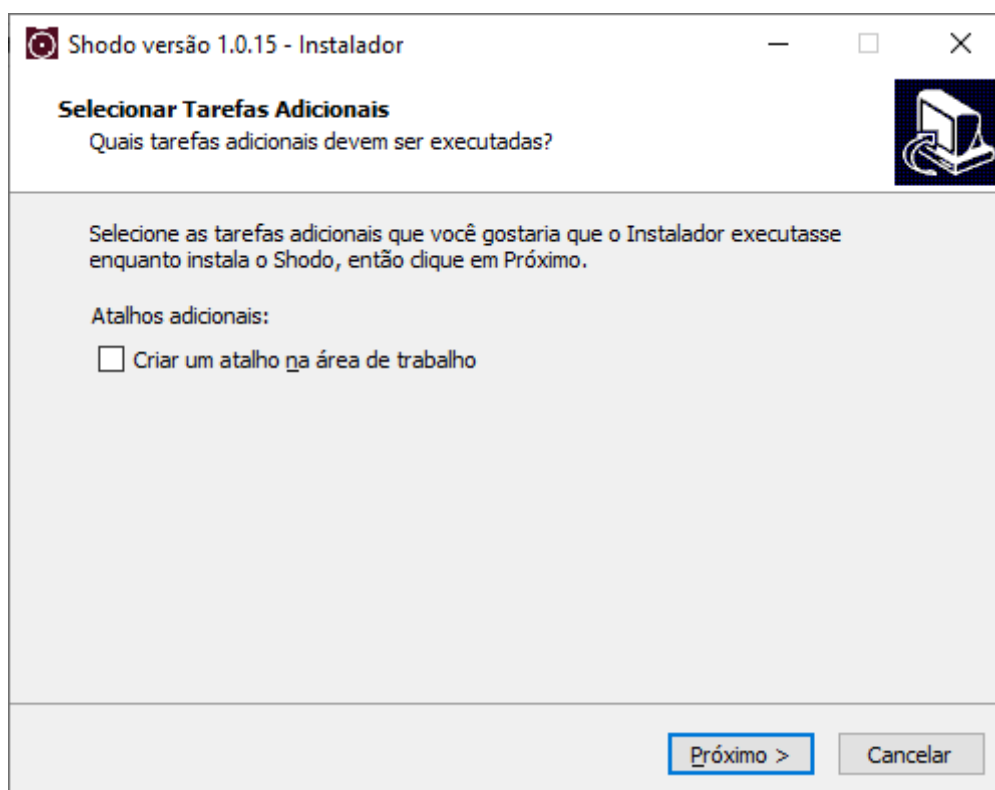 Shodo versão 1.0.15 - Instalador
Selecionar Tarefas Adicionais
Quais tarefas adicionais devem ser executadas?
Selecione as tarefas adicionais que você gostaria que o Instalador executasse
enquanto instala o Shodo, então clique em Próximo.
Atalhos adicionais:
Criar um atalho na área de trabalho
Próximo >
Cancelar